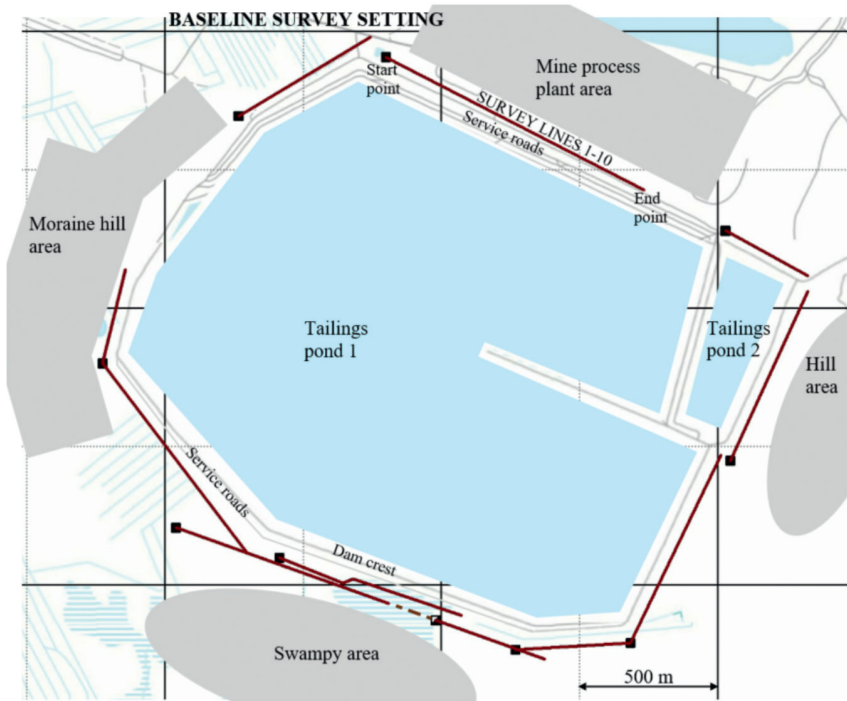 BASELINE SURVEY SETTING
Start
point
Mine process
plant area
SURVEY LINES 1-10
Service roads
End
point
Moraine hill
area
Tailings
pond 1
Tailings
pond 2
Hill
area
Service roads
Dam crest
Swampy area
500 m